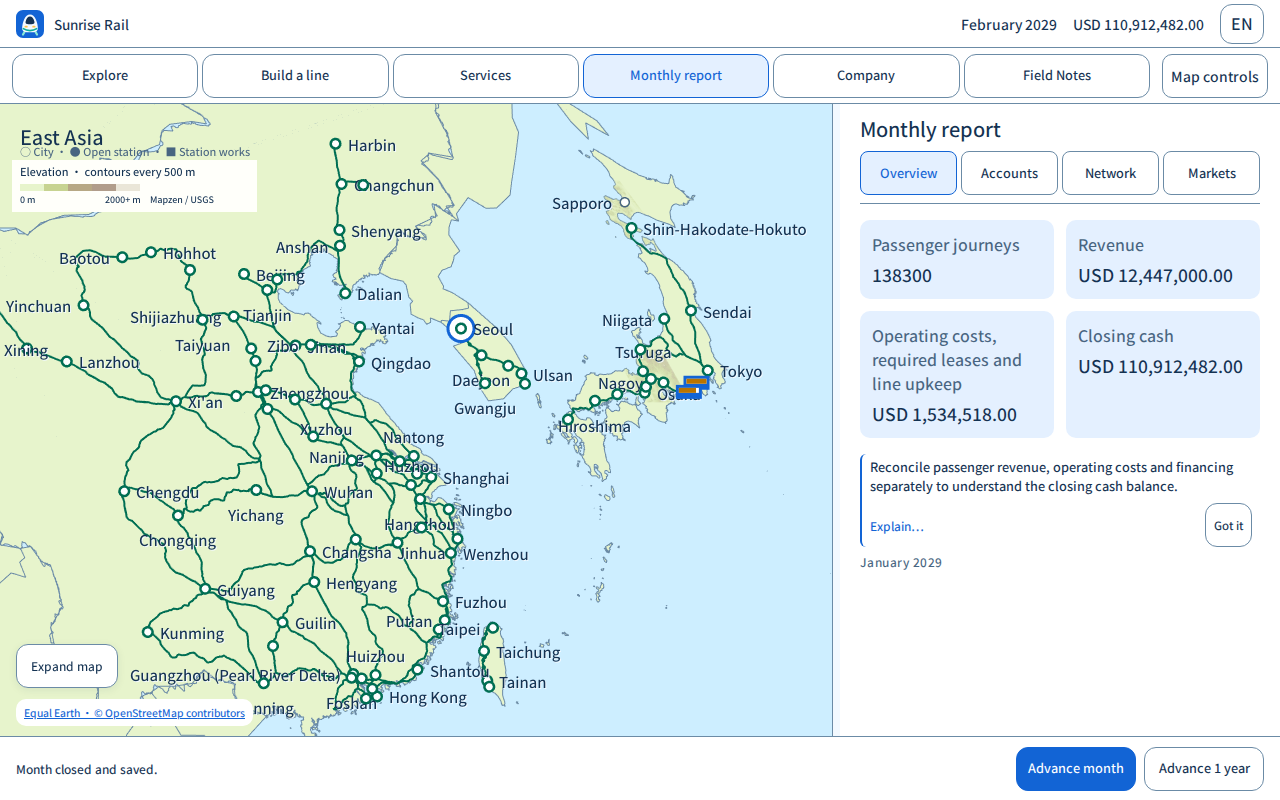 Sunrise Rail
February 2029
USD 110,912,482.00
EN
Explore
Build a line
Services
Monthly report
Company
Field Notes
Map controls
East Asia
City • Open station • Station works
Elevation • contours every 500 m
0 m
2000+ m
Mapzen / USGS
Harbin
Changchun
Shenyang
Anshan
Dalian
Baotou
Hohhot
Beijing
Yinchuan
Shijiazhuang
Tianjin
Yantai
Taiyuan
Zibo
Jinan
Qingdao
Xining
Lanzhou
Xi'an
Zhengzhou
Xuzhou
Nantong
Nanjing
Huzhou
Shanghai
Chengdu
Wuhan
Yichang
Ningbo
Hangzhou
Chongqing
Changsha
Jinhua
Wenzhou
Guiyang
Hengyang
Fuzhou
Kunming
Guilin
Putian
Taipei
Huizhou
Taichung
Guangzhou (Pearl River Delta)
Shantou
Tainan
Foshan
Hong Kong
Seoul
Daejeon
Ulsan
Gwangju
Sapporo
Shin-Hakodate-Hokuto
Sendai
Niigata
Tsuruga
Tokyo
Nagoya
Osaka
Hiroshima
Expand map
Equal Earth • © OpenStreetMap contributors
Monthly report
Overview
Accounts
Network
Markets
Passenger journeys
138300
Revenue
USD 12,447,000.00
Operating costs,
required leases and
line upkeep
USD 1,534,518.00
Closing cash
USD 110,912,482.00
Reconcile passenger revenue, operating costs and financing
separately to understand the closing cash balance.
Explain…
Got it
January 2029
Month closed and saved.
Advance month
Advance 1 year